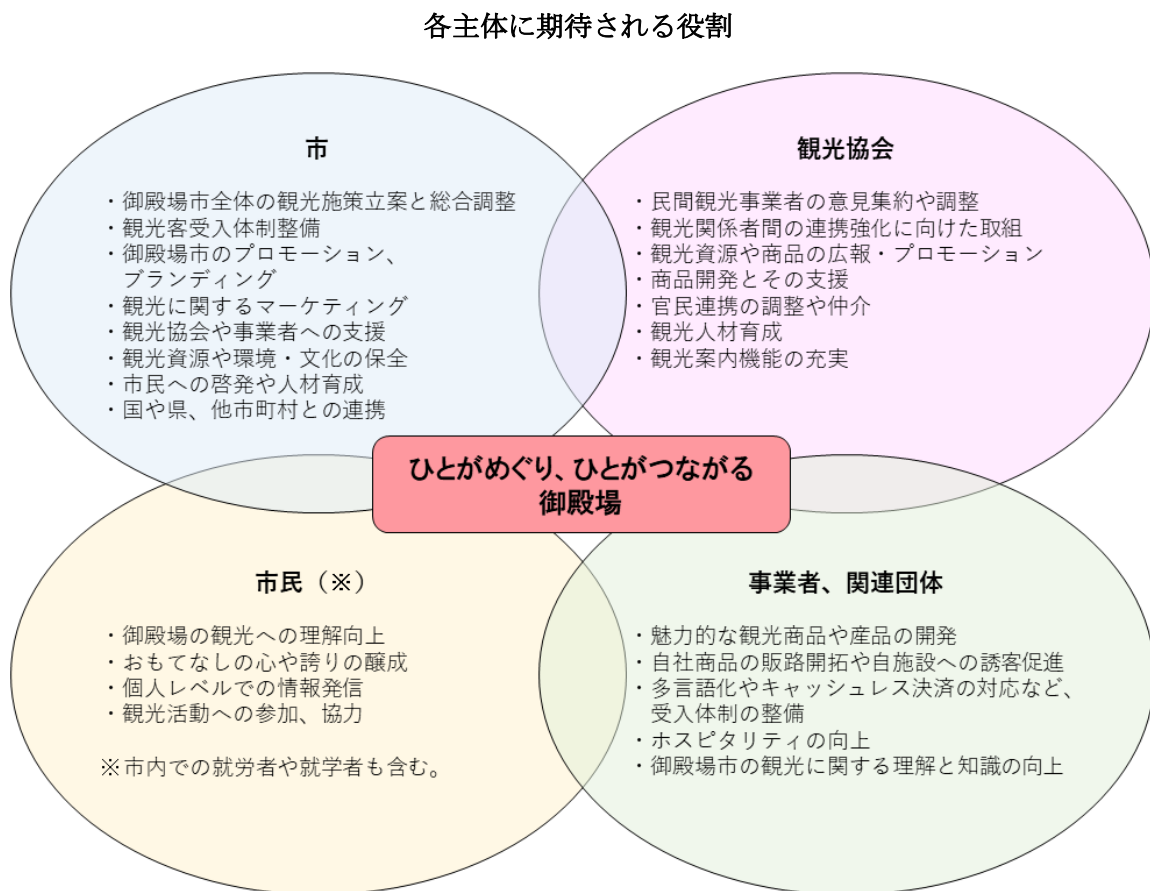 各主体に期待される役割
市
・御殿場市全体の観光施策立案と総合調整
・観光客受入体制整備
・御殿場市のプロモーション、
ブランディング
・観光に関するマーケティング
・観光協会や事業者への支援
・観光資源や環境・文化の保全
・市民への啓発や人材育成
・国や県、他市町村との連携
観光協会
・民間観光事業者の意見集約や調整
・観光関係者間の連携強化に向けた取組
・観光資源や商品の広報・プロモーション
・商品開発とその支援
・官民連携の調整や仲介
・観光人材育成
・観光案内機能の充実
ひとがめぐり、ひとがつながる
御殿場
市民（※）
・御殿場の観光への理解向上
・おもてなしの心や誇りの醸成
・個人レベルでの情報発信
・観光活動への参加、協力
※市内での就労者や就学者も含む。
事業者、関連団体
・魅力的な観光商品や産品の開発
・自社商品の販路開拓や自施設への誘客促進
・多言語化やキャッシュレス決済の対応など、
受入体制の整備
・ホスピタリティの向上
・御殿場市の観光に関する理解と知識の向上